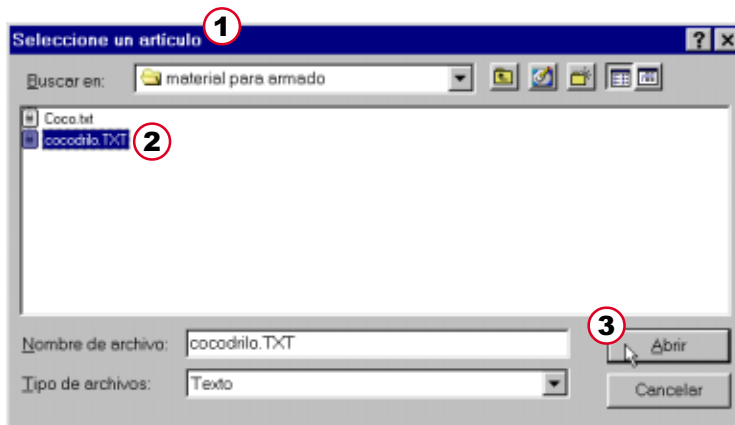 1
Seleccione un artículo
Buscar en: material para armado
Coco.txt
cocodrilo.TXT 2
3
Nombre de archivo: cocodrilo.TXT Abrir
Tipo de archivos: Texto Cancelar